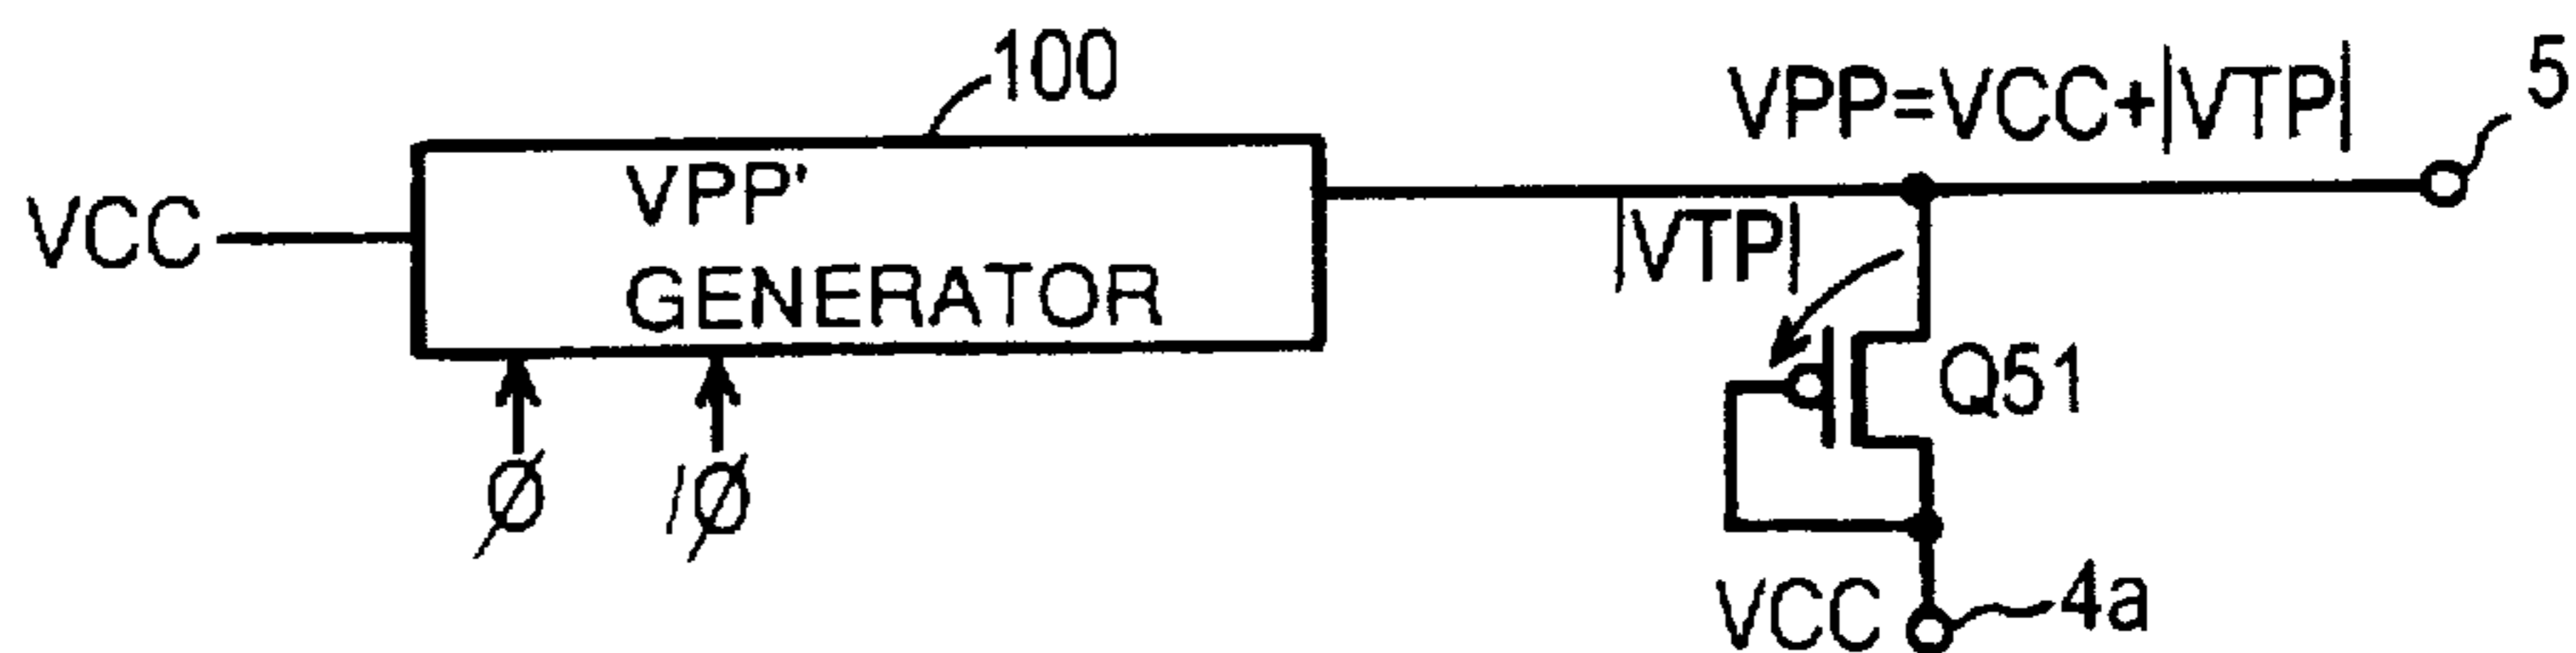 100
VPP=VCC+|VTP|
5
VCC
VPP'
GENERATOR
|VTP|
Q51
Ø
/Ø
VCC
4a